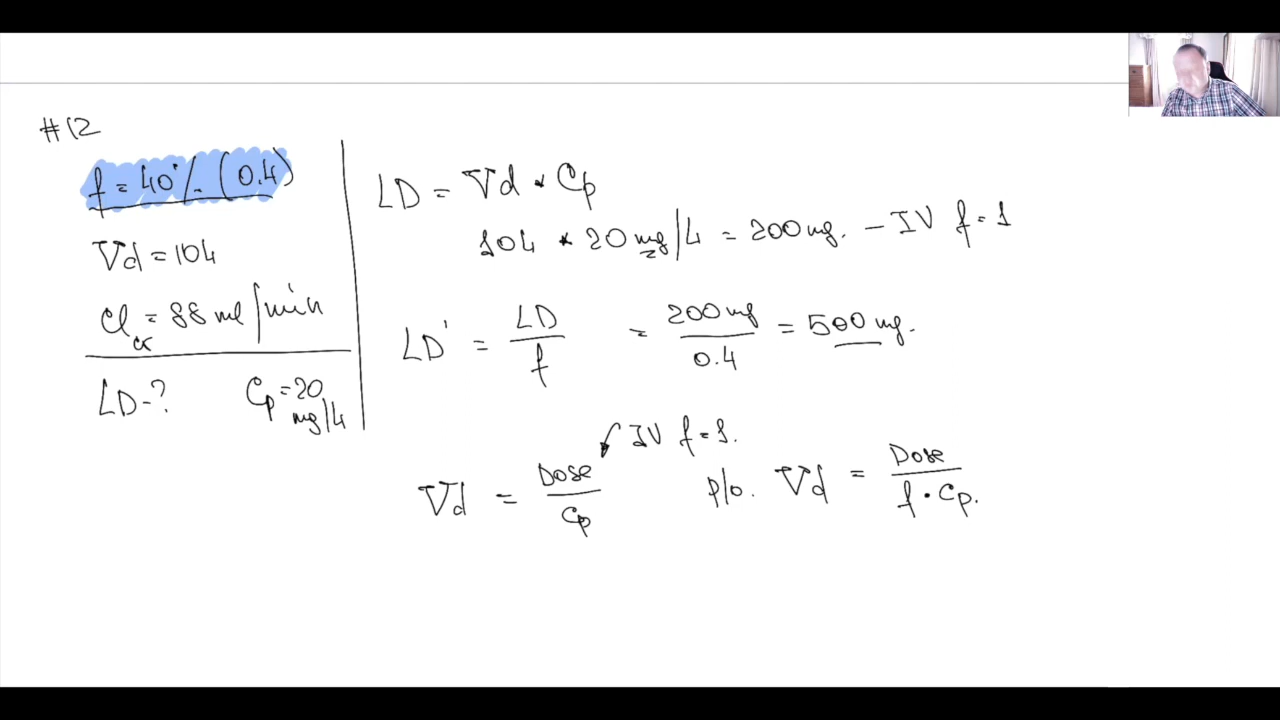 #12
f = 40% (0.4)
Vd = 10L
Cl cr = 88 ml/min
LD - ? Cp = 20 mg/L
LD = Vd * Cp
10L * 20 mg/L = 200 mg. - IV f = 1
LD' = LD / f = 200 mg / 0.4 = 500 mg.
IV f = 1.
Vd = Dose / Cp
p/o. Vd = Dose / f · Cp.